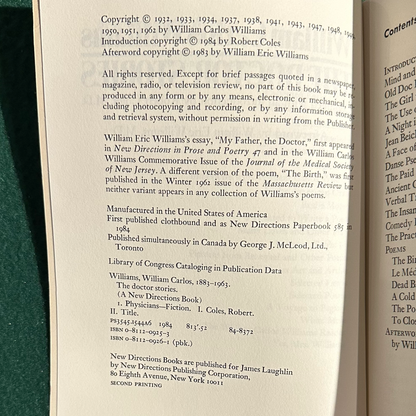 Copyright © 1932, 1933, 1934, 1937, 1938, 1941, 1943, 1947, 1948, 1949,
1950, 1951, 1962 by William Carlos Williams
Introduction copyright © 1984 by Robert Coles
Afterword copyright © 1983 by William Eric Williams
All rights reserved. Except for brief passages quoted in a newspaper,
magazine, radio, or television review, no part of this book may be re-
produced in any form or by any means, electronic or mechanical, in-
cluding photocopying and recording, or by any information storage
and retrieval system, without permission in writing from the Publisher.
William Eric Williams's essay, "My Father, the Doctor," first appeared
in New Directions in Prose and Poetry 47 and in the William Carlos
Williams Commemorative Issue of the Journal of the Medical Society
of New Jersey. A different version of the poem, "The Birth," was first
published in the Winter 1962 issue of the Massachusetts Review but
neither variant appears in any collection of Williams's poems.
Manufactured in the United States of America
First published clothbound and as New Directions Paperbook 585 in
1984
Published simultaneously in Canada by George J. McLeod, Ltd.,
Toronto
Library of Congress Cataloging in Publication Data
Williams, William Carlos, 1883-1963.
The doctor stories.
(A New Directions Book)
1. Physicians—Fiction. I. Coles, Robert.
II. Title.
PS3545.I544A6 1984 813'.52 84-8372
ISBN 0-8112-0925-3
ISBN 0-8112-0926-1 (pbk.)
New Directions Books are published for James Laughlin
by New Directions Publishing Corporation,
80 Eighth Avenue, New York 10011
SECOND PRINTING
Contents
Mind and
Old Doc
The Girl
The Use
A Night
Jean Beic
A Face of
Danse
The Paid
Ancient
Verbal
The Insan
Comedy
The Pract
POEMS
The Bir
Le Mé
Dead B
A Cold
The Po
To Clo
by Wil